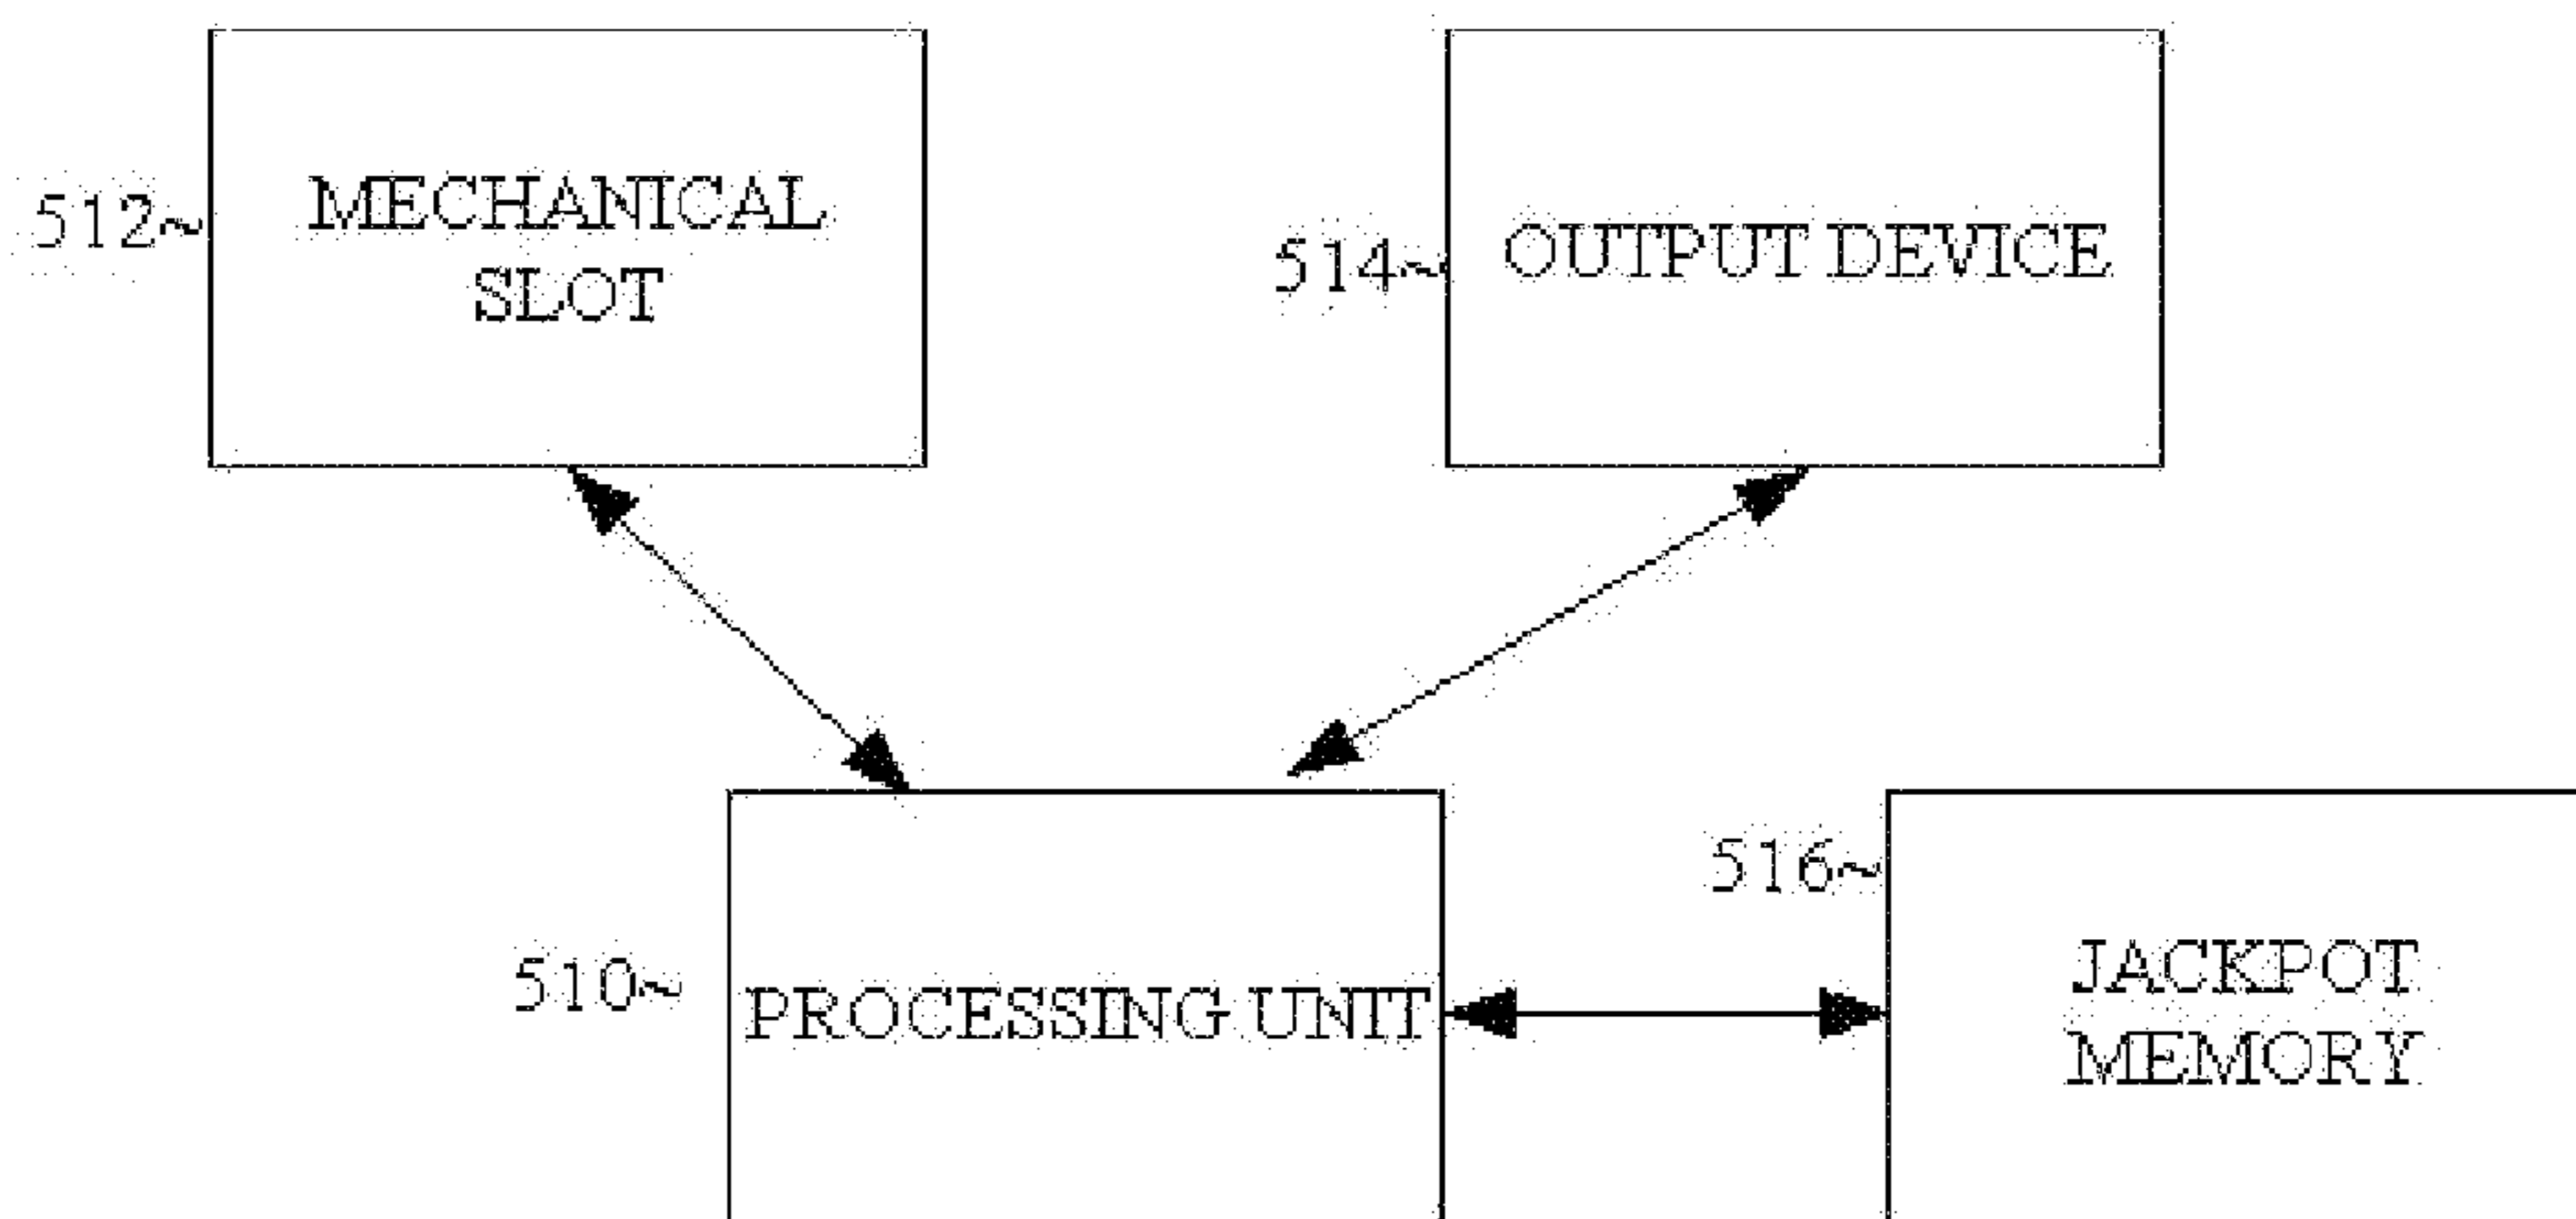 512~
MECHANICAL
SLOT
514~
OUTPUT DEVICE
510~
PROCESSING UNIT
516~
JACKPOT
MEMORY